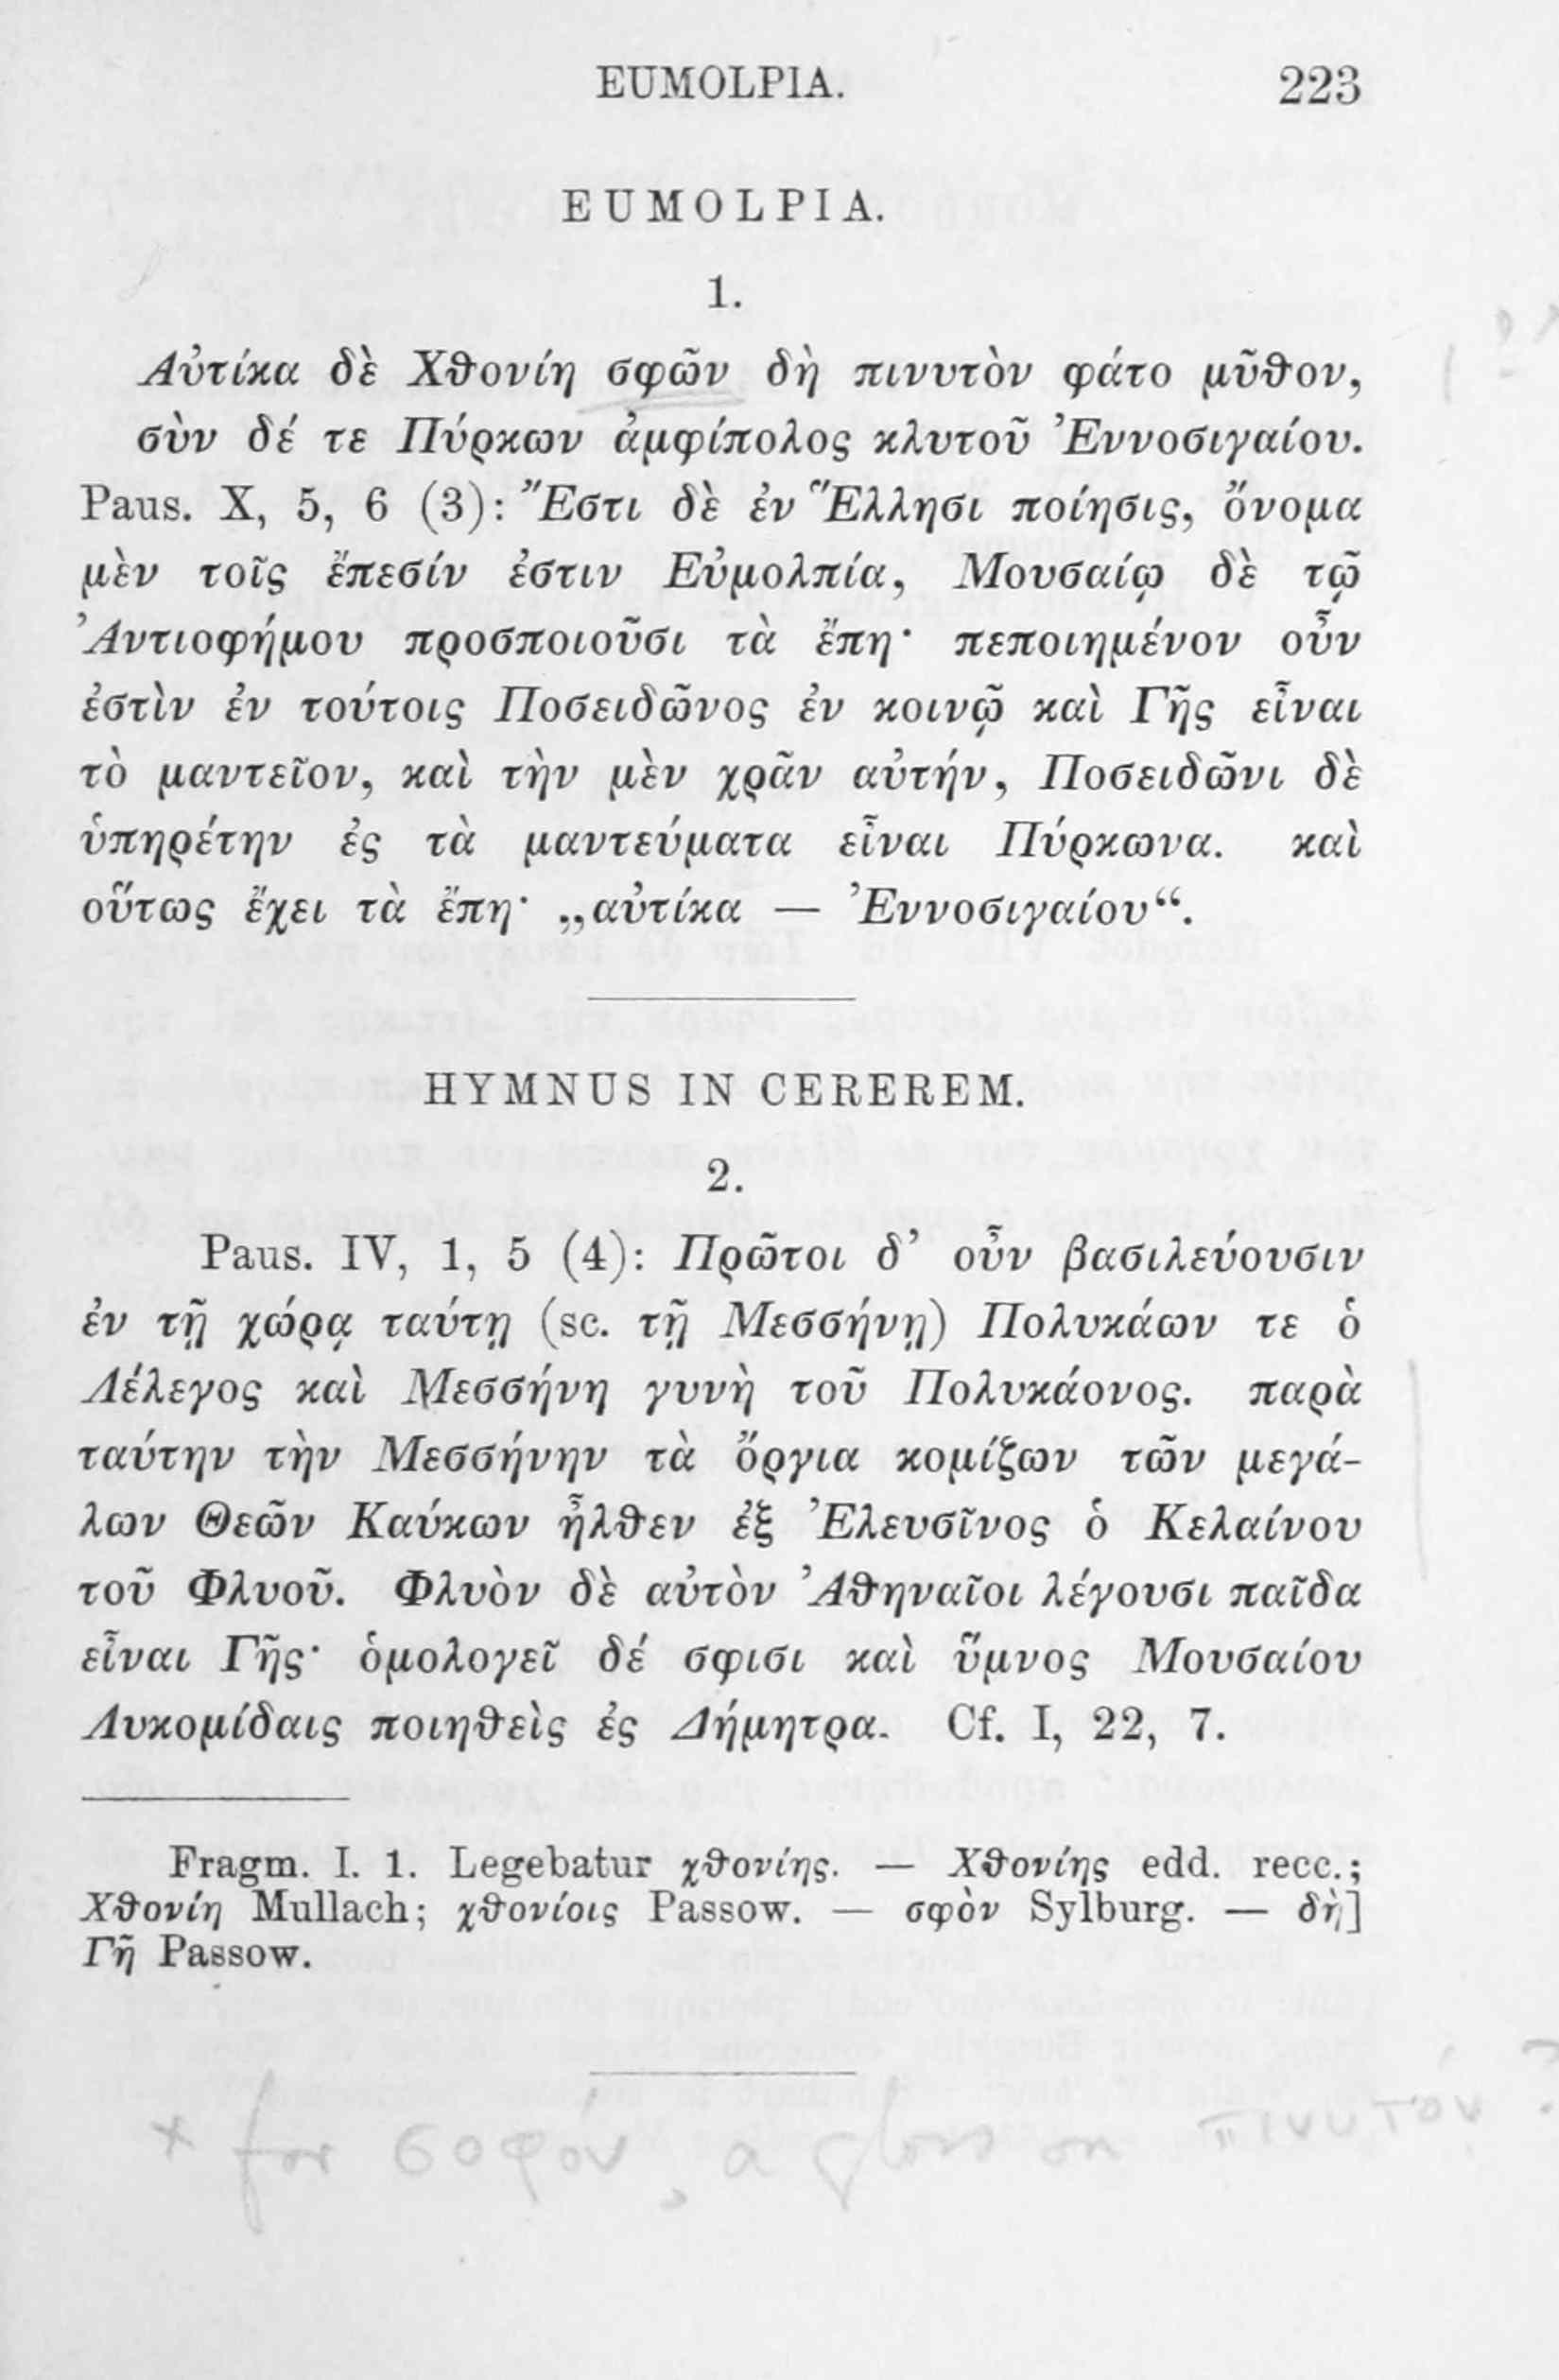 EUMOLPIA. 223
EUMOLPIA.
1.
Αὐτίκα δὲ Χθονίη σφῶν δὴ πινυτὸν φάτο μῦθον,
σὺν δέ τε Πύρκων ἀμφίπολος κλυτοῦ Ἐννοσιγαίου.
Paus. X, 5, 6 (3): Ἔστι δὲ ἐν Ἕλλησι ποίησις, ὄνομα
μὲν τοῖς ἔπεσίν ἐστιν Εὐμολπία, Μουσαίῳ δὲ τῷ
Ἀντιοφήμου προσποιοῦσι τὰ ἔπη· πεποιημένον οὖν
ἐστὶν ἐν τούτοις Ποσειδῶνος ἐν κοινῷ καὶ Γῆς εἶναι
τὸ μαντεῖον, καὶ τὴν μὲν χρᾶν αὐτήν, Ποσειδῶνι δὲ
ὑπηρέτην ἐς τὰ μαντεύματα εἶναι Πύρκωνα. καὶ
οὕτως ἔχει τὰ ἔπη· „αὐτίκα — Ἐννοσιγαίου“.
HYMNUS IN CEREREM.
2.
Paus. IV, 1, 5 (4): Πρῶτοι δ’ οὖν βασιλεύουσιν
ἐν τῇ χώρᾳ ταύτῃ (sc. τῇ Μεσσήνῃ) Πολυκάων τε ὁ
Λέλεγος καὶ Μεσσήνη γυνὴ τοῦ Πολυκάονος. παρὰ
ταύτην τὴν Μεσσήνην τὰ ὄργια κομίζων τῶν μεγά-
λων Θεῶν Καύκων ἦλθεν ἐξ Ἐλευσῖνος ὁ Κελαίνου
τοῦ Φλυοῦ. Φλυὸν δὲ αὐτὸν Ἀθηναῖοι λέγουσι παῖδα
εἶναι Γῆς· ὁμολογεῖ δέ σφισι καὶ ὕμνος Μουσαίου
Λυκομίδαις ποιηθεὶς ἐς Δήμητρα. Cf. I, 22, 7.
Fragm. I. 1. Legebatur χθονίης. — Χθονίης edd. recc.;
Χθονίη Mullach; χθονίοις Passow. — σφὸν Sylburg. — δὴ]
Γῆ Passow.
* for σοφόν, a gloss on πινυτόν?